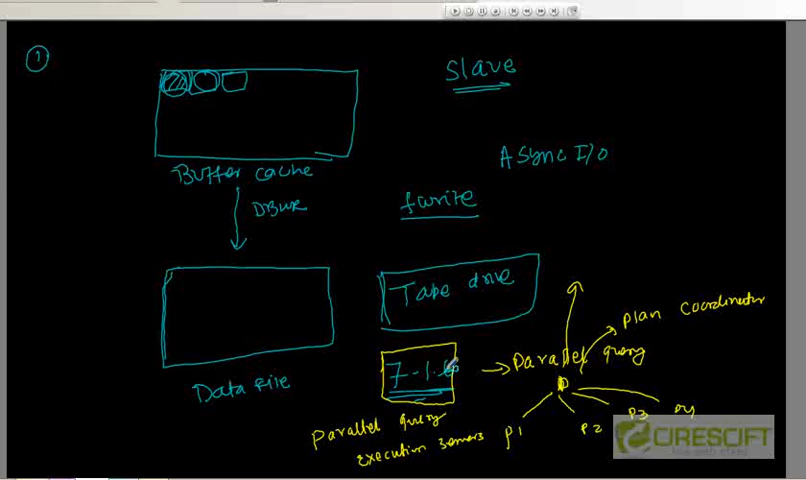 1
Slave
Async I/O
Buffer cache
DBWR
fwrite
Tape drive
Data File
Plan coordinator
Parallel query
P1
P2
P3
Parallel query
execution servers
CIRESCIFT